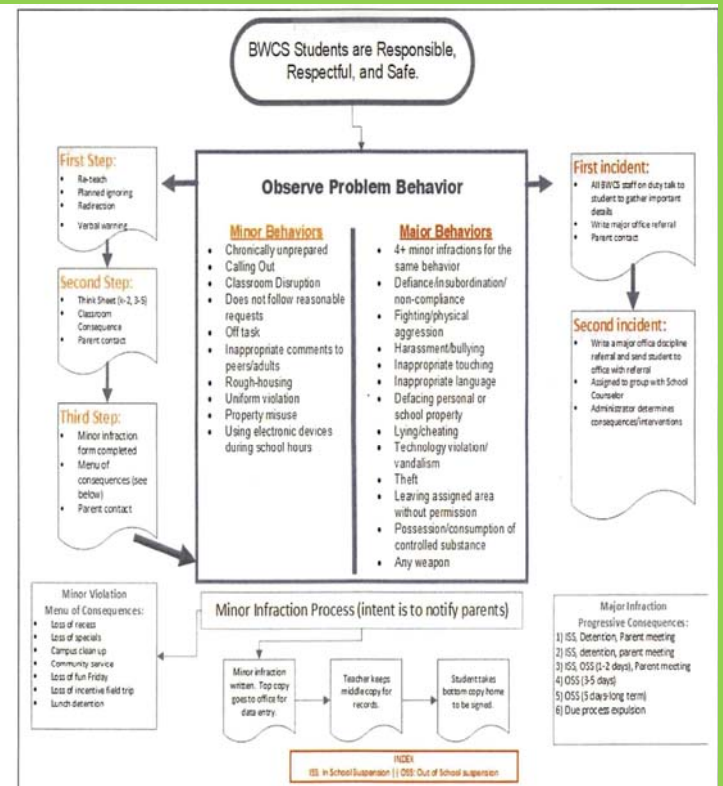 BWCS Students are Responsible,
Respectful, and Safe.
First Step:
• Re-teach
• Planned ignoring
• Redirection
• Verbal warning
Second Step:
• Think Sheet (k-2, 3-5)
• Classroom
Consequence
• Parent contact
Third Step:
• Minor infraction
form completed
• Menu of
consequences (see
below)
• Parent contact
Observe Problem Behavior
Minor Behaviors
• Chronically unprepared
• Calling Out
• Classroom Disruption
• Does not follow reasonable
requests
• Off task
• Inappropriate comments to
peers/adults
• Rough-housing
• Uniform violation
• Property misuse
• Using electronic devices
during school hours
Major Behaviors
• 4+ minor infractions for the
same behavior
• Defiance/insubordination/
non-compliance
• Fighting/physical
aggression
• Harassment/bullying
• Inappropriate touching
• Inappropriate language
• Defacing personal or
school property
• Lying/cheating
• Technology violation/
vandalism
• Theft
• Leaving assigned area
without permission
• Possession/consumption of
controlled substance
• Any weapon
First incident:
• All BWCS staff on duty talk to
student to gather important
details
• Write major office referral
• Parent contact
Second incident:
• Write a major office discipline
referral and send student to
office with referral
• Assigned to group with School
Counselor
• Administrator determines
consequences/interventions
Minor Violation
Menu of Consequences:
• Loss of recess
• Loss of specials
• Campus clean up
• Community service
• Loss of fun Friday
• Loss of incentive field trip
• Lunch detention
Minor Infraction Process (intent is to notify parents)
Minor infraction
written. Top copy
goes to office for
data entry.
Teacher keeps
middle copy for
records.
Student takes
bottom copy home
to be signed.
Major Infraction
Progressive Consequences:
1) ISS, Detention, Parent meeting
2) ISS, detention, parent meeting
3) ISS, OSS (1-2 days), Parent meeting
4) OSS (3-5 days)
5) OSS (5 days-long term)
6) Due process expulsion
INDEX
ISS: In School Suspension || OSS: Out of School suspension